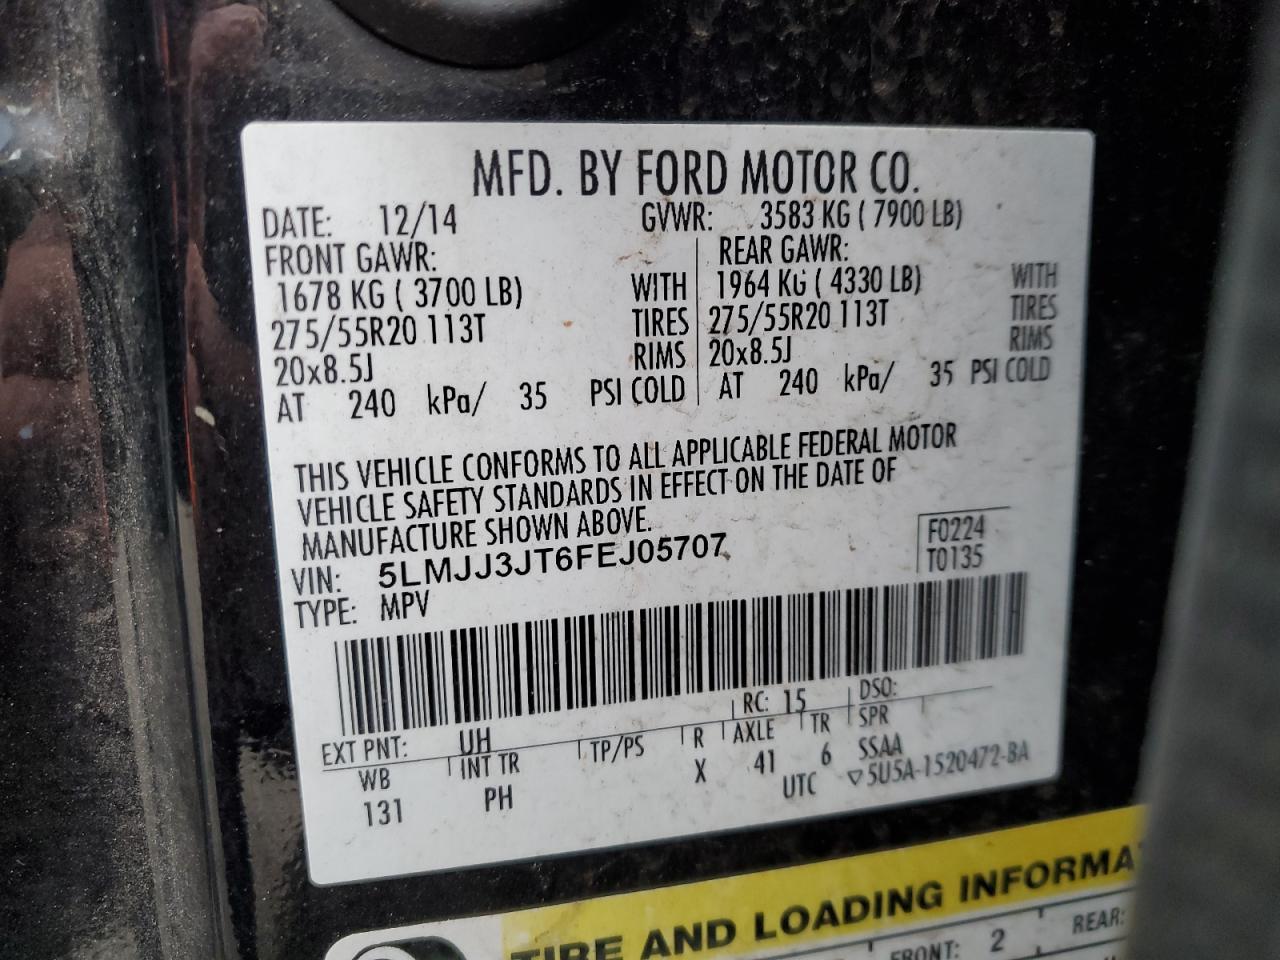 MFD. BY FORD MOTOR CO.
DATE: 12/14 GVWR: 3583 KG ( 7900 LB)
FRONT GAWR: REAR GAWR:
1678 KG ( 3700 LB) WITH 1964 KG ( 4330 LB) WITH
275/55R20 113T TIRES 275/55R20 113T TIRES
20x8.5J RIMS 20x8.5J RIMS
AT 240 kPa/ 35 PSI COLD AT 240 kPa/ 35 PSI COLD
THIS VEHICLE CONFORMS TO ALL APPLICABLE FEDERAL MOTOR
VEHICLE SAFETY STANDARDS IN EFFECT ON THE DATE OF
MANUFACTURE SHOWN ABOVE.
VIN: 5LMJJ3JT6FEJ05707 F0224
TYPE: MPV T0135
EXT PNT: UH RC: 15 DSO:
WB INT TR TP/PS R AXLE TR SPR
131 PH X 41 6 SSAA
UTC ▽5U5A-1520472-BA
TIRE AND LOADING INFORMA
FRONT: 2 REAR: